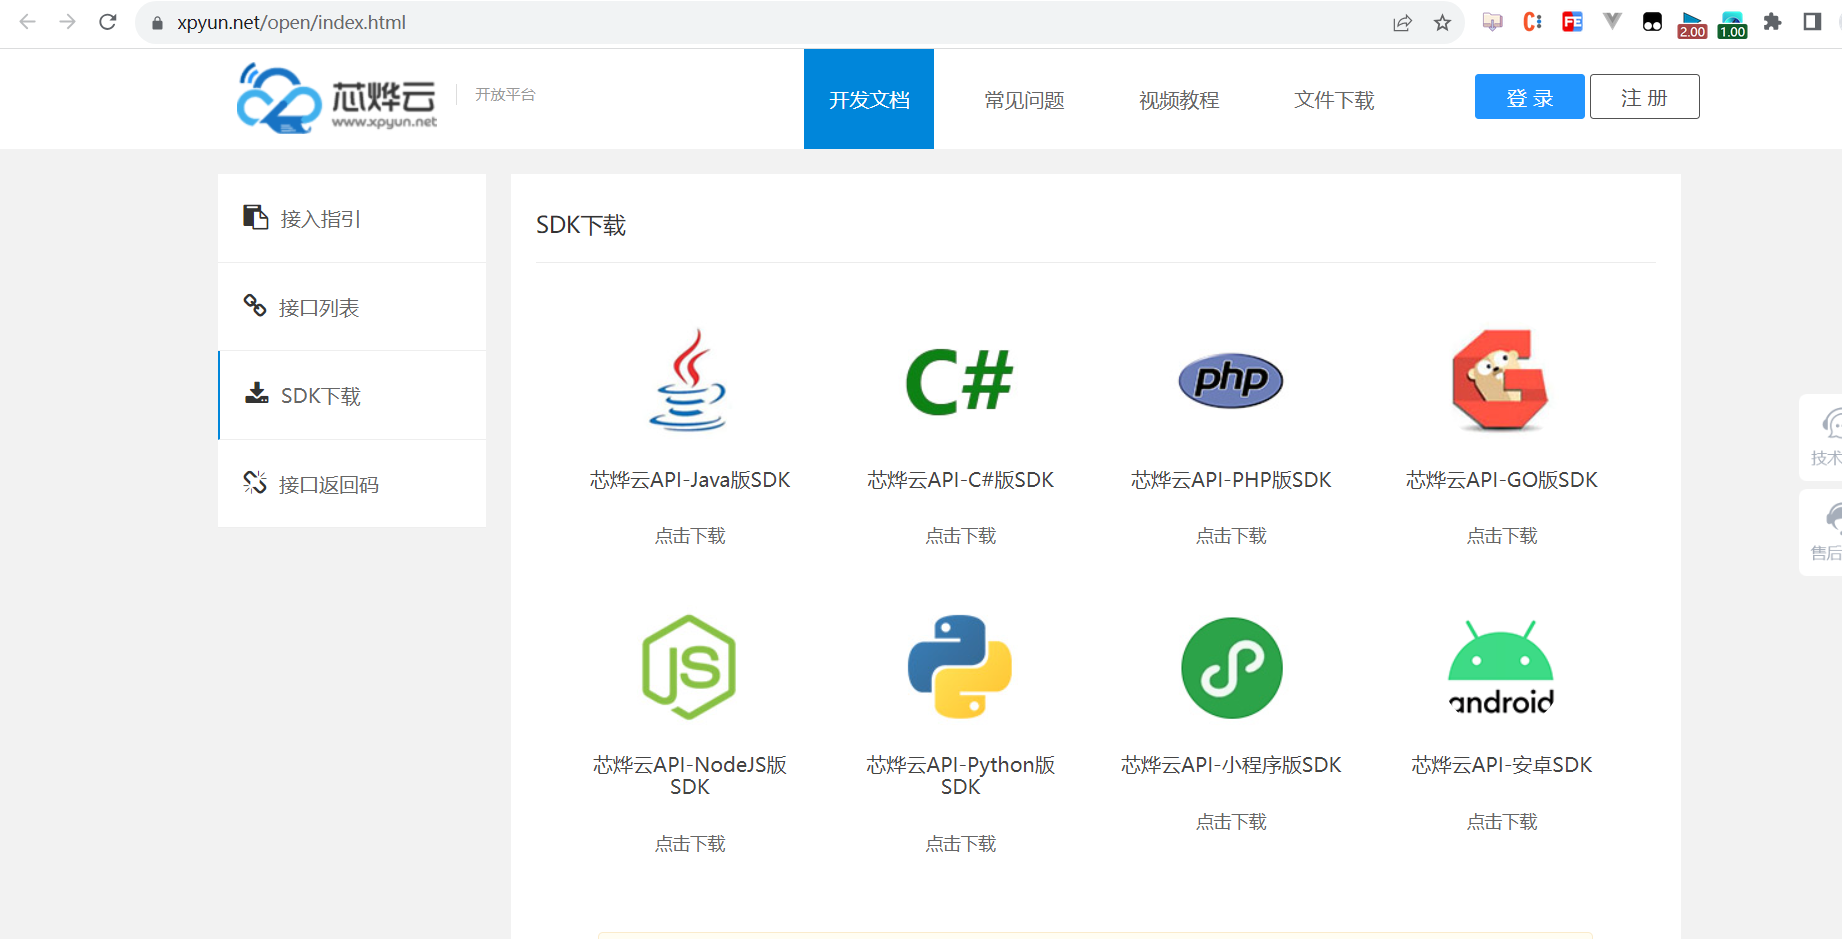 xpyun.net/open/index.html
2.00
1.00
芯烨云
www.xpyun.net
开放平台
开发文档
常见问题
视频教程
文件下载
登 录
注 册
接入指引
接口列表
SDK下载
接口返回码
SDK下载
php
芯烨云API-Java版SDK
芯烨云API-C#版SDK
芯烨云API-PHP版SDK
芯烨云API-GO版SDK
点击下载
点击下载
点击下载
点击下载
android
芯烨云API-NodeJS版
SDK
芯烨云API-Python版
SDK
芯烨云API-小程序版SDK
芯烨云API-安卓SDK
点击下载
点击下载
点击下载
点击下载
技术
售后
C#
JS